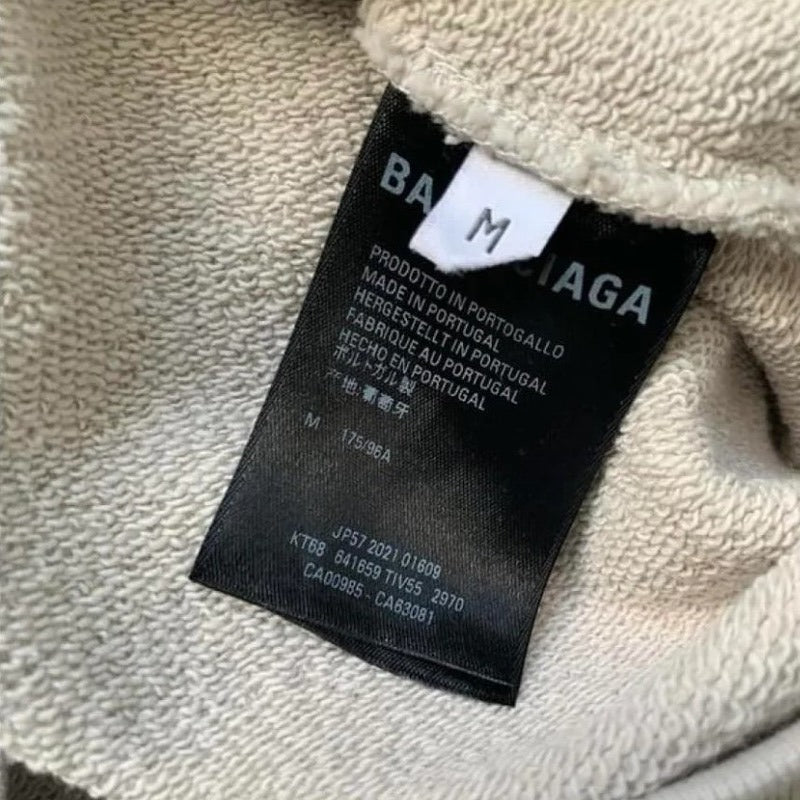 BA CIAGA
M
PRODOTTO IN PORTOGALLO
MADE IN PORTUGAL
HERGESTELLT IN PORTUGAL
FABRIQUE AU PORTUGAL
HECHO EN PORTUGAL
ポルトガル製
地:葡萄牙
M 175/96A
JP57 2021 01609
KT68 641659 TIV55 2970
CA00985 - CA63081